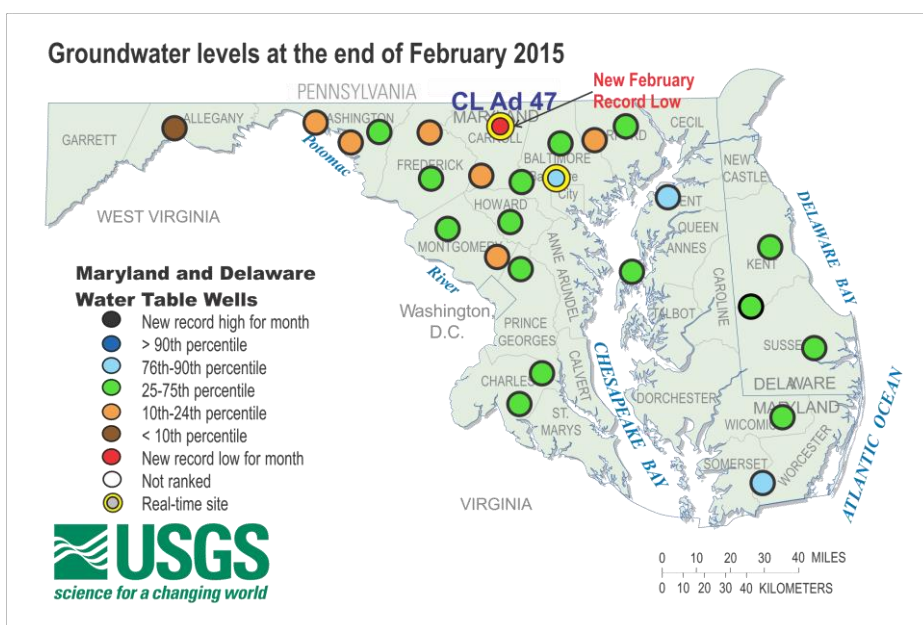 Groundwater levels at the end of February 2015
PENNSYLVANIA
CL Ad 47
New February
Record Low
MARYLAND
GARRETT
ALLEGANY
WASHINGTON
CARROLL
CECIL
Potomac
FREDERICK
BALTIMORE
City
NEW
CASTLE
WEST VIRGINIA
HOWARD
KENT
QUEEN
ANNES
DELAWARE BAY
MONTGOMERY
ANNE ARUNDEL
KENT
River
CAROLINE
Maryland and Delaware
Water Table Wells
Washington,
D.C.
TALBOT
New record high for month
> 90th percentile
76th-90th percentile
25-75th percentile
10th-24th percentile
< 10th percentile
New record low for month
Not ranked
Real-time site
PRINCE
GEORGES
CALVERT
CHESAPEAKE BAY
SUSSE
CHARLES
DELAWARE
DORCHESTER
MARYLAND
ST.
MARYS
WICOMIC
WORCESTER
SOMERSET
ATLANTIC OCEAN
VIRGINIA
USGS
science for a changing world
0 10 20 30 40 MILES
0 10 20 30 40 KILOMETERS